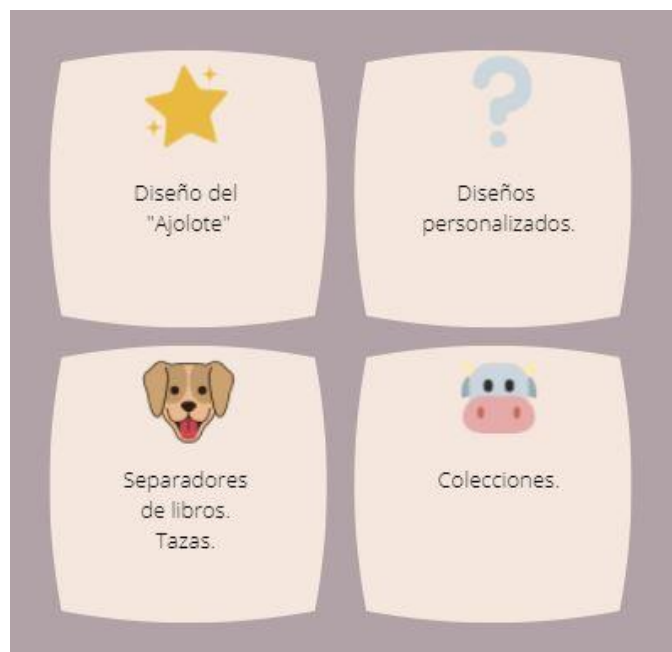 Diseño del
"Ajolote"
Diseños
personalizados.
Separadores
de libros.
Tazas.
Colecciones.